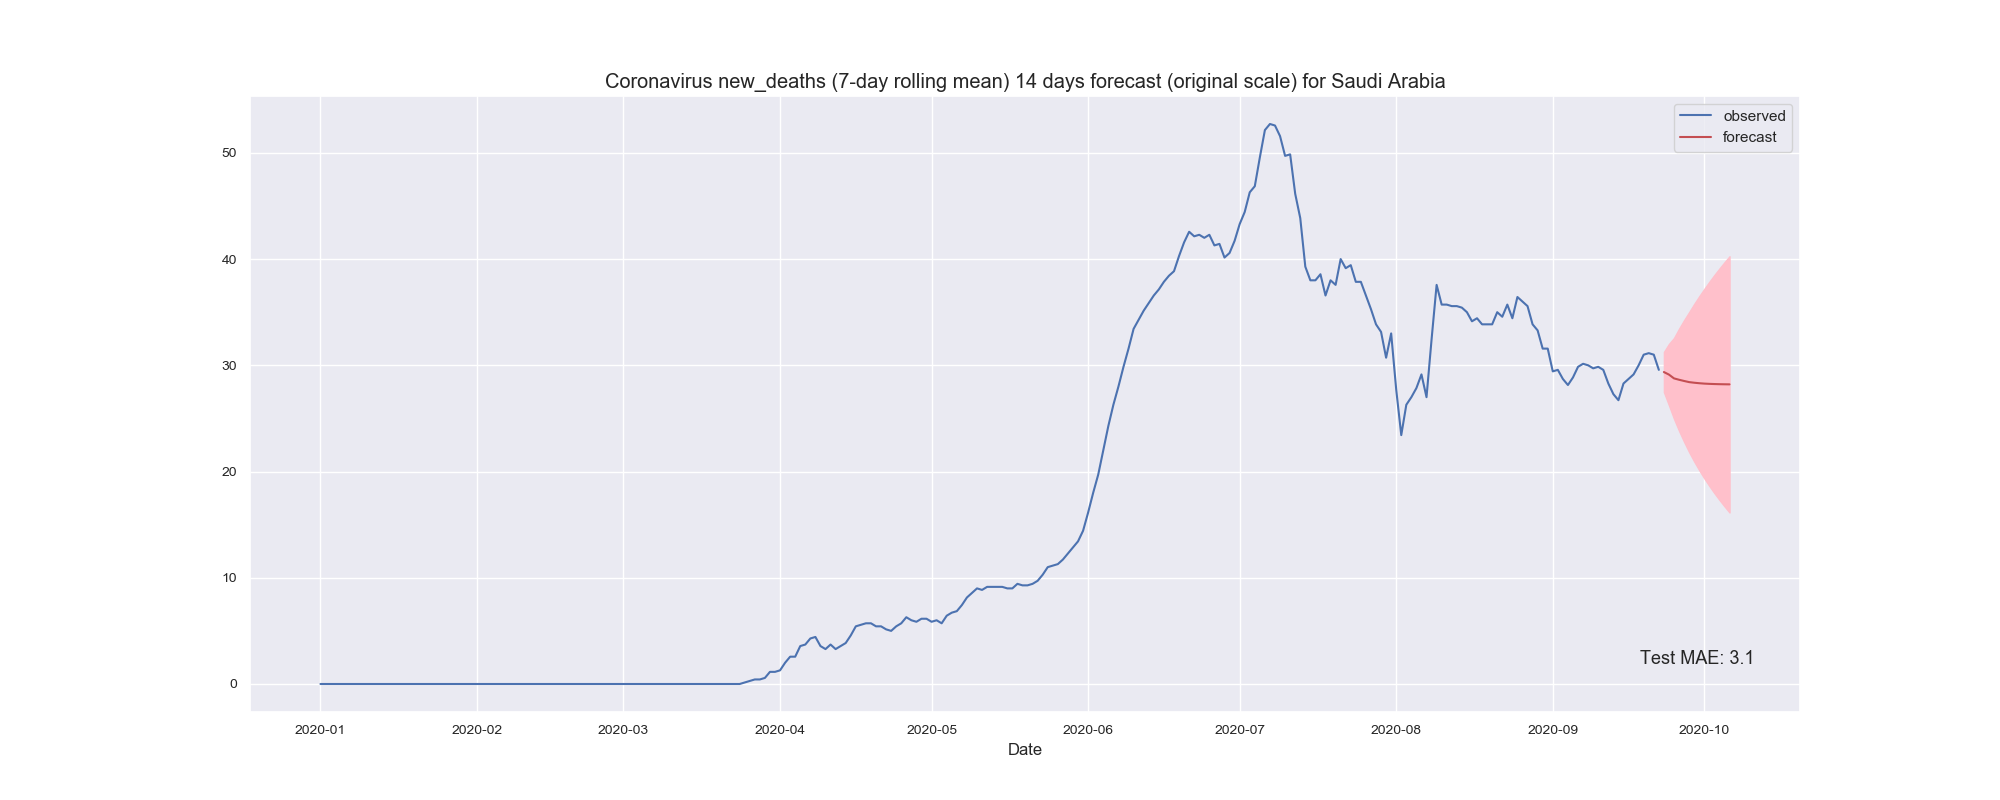 Coronavirus new_deaths (7-day rolling mean) 14 days forecast (original scale) for Saudi Arabia
observed
forecast
50
40
30
20
10
0
Test MAE: 3.1
2020-01 2020-02 2020-03 2020-04 2020-05 2020-06 2020-07 2020-08 2020-09 2020-10
Date